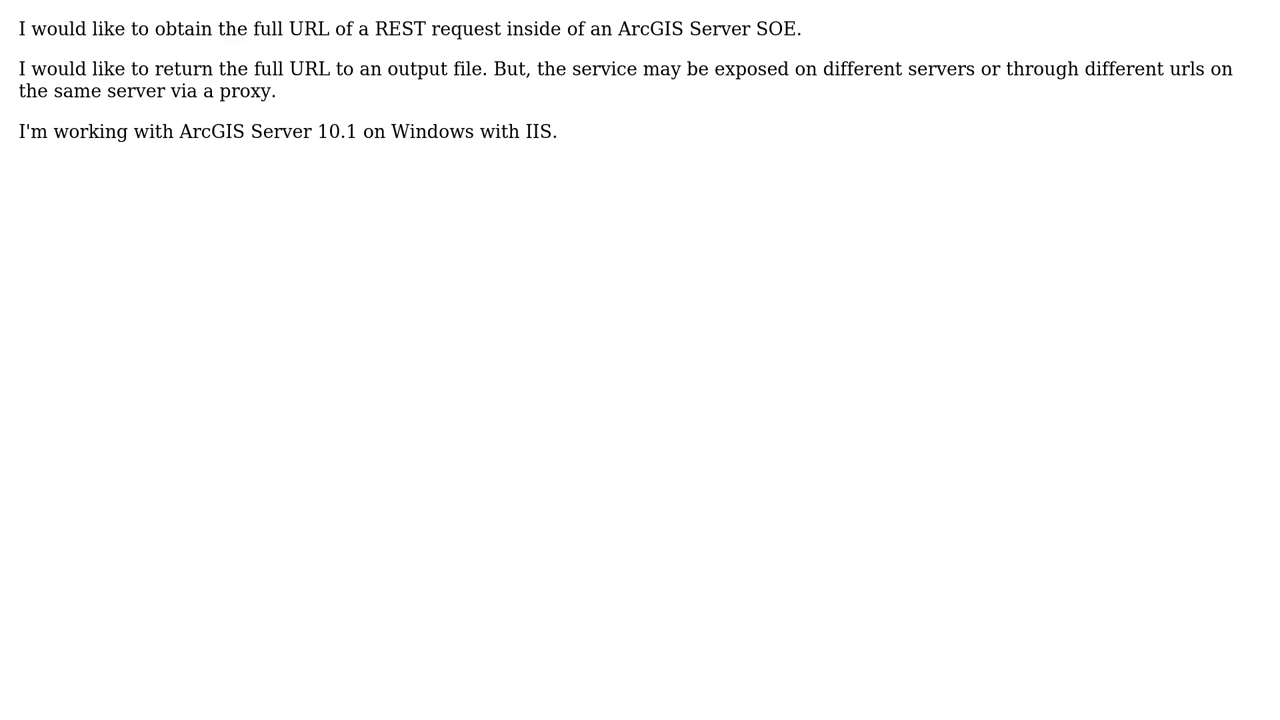 I would like to obtain the full URL of a REST request inside of an ArcGIS Server SOE.
I would like to return the full URL to an output file. But, the service may be exposed on different servers or through different urls on
the same server via a proxy.
I'm working with ArcGIS Server 10.1 on Windows with IIS.